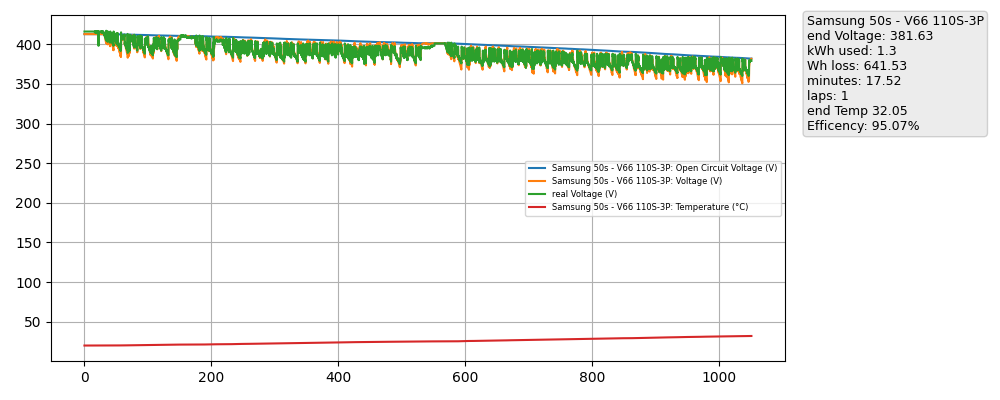 Samsung 50s - V66 110S-3P
end Voltage: 381.63
kWh used: 1.3
Wh loss: 641.53
minutes: 17.52
laps: 1
end Temp 32.05
Efficency: 95.07%
400
350
300
250
200
150
100
50
Samsung 50s - V66 110S-3P: Open Circuit Voltage (V)
Samsung 50s - V66 110S-3P: Voltage (V)
real Voltage (V)
Samsung 50s - V66 110S-3P: Temperature (°C)
0 200 400 600 800 1000